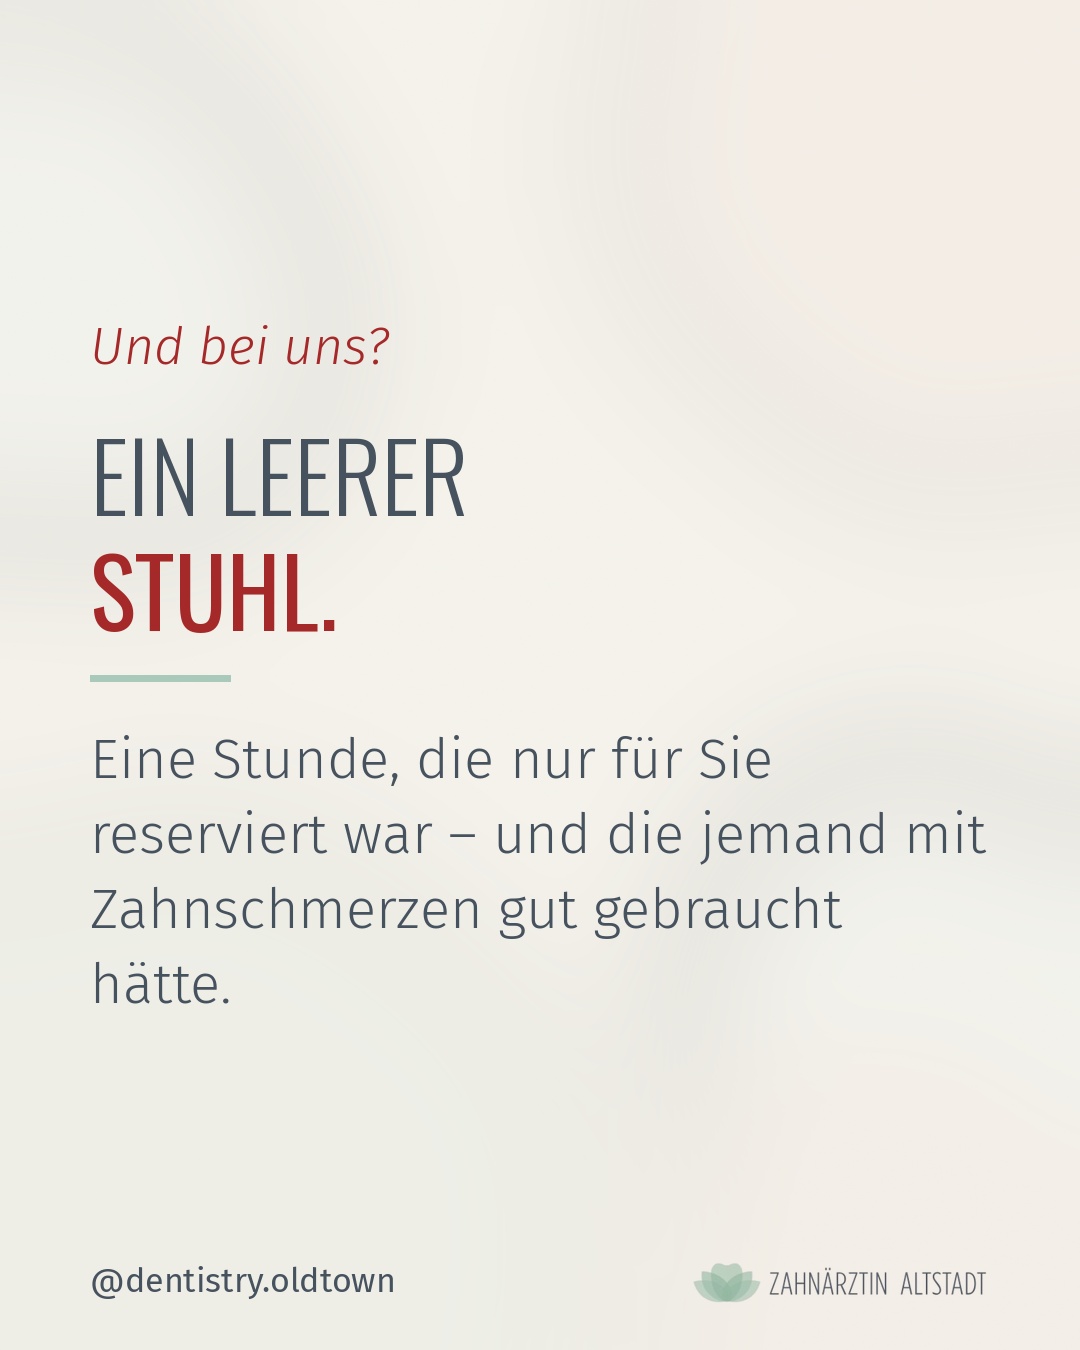 Und bei uns?
EIN LEERER
STUHL.
Eine Stunde, die nur für Sie
reserviert war – und die jemand mit
Zahnschmerzen gut gebraucht
hätte.
@dentistry.oldtown
ZAHNÄRZTIN ALTSTADT